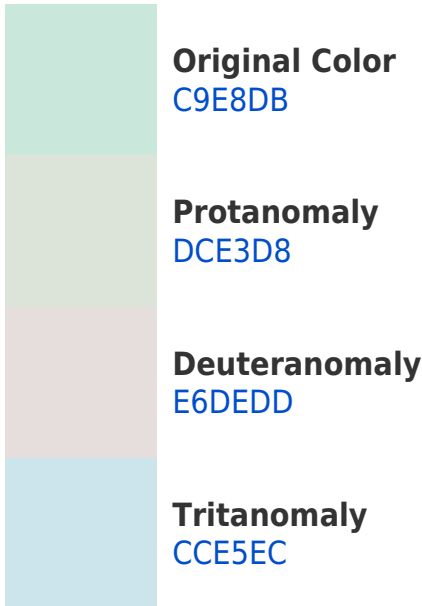 Original Color
C9E8DB
Protanomaly
DCE3D8
Deuteranomaly
E6DEDD
Tritanomaly
CCE5EC